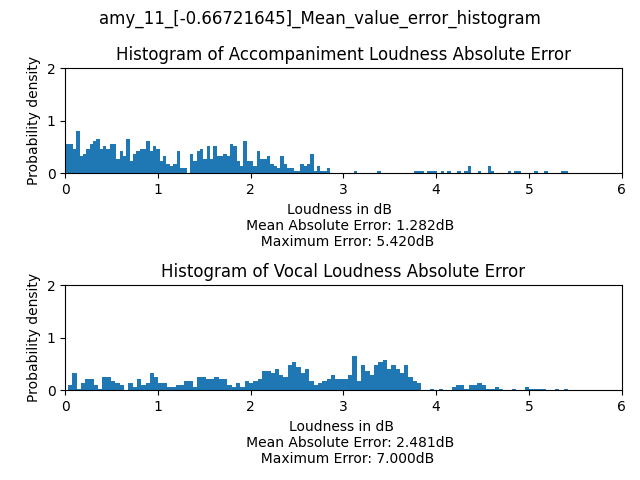 amy_11_[-0.66721645]_Mean_value_error_histogram
Histogram of Accompaniment Loudness Absolute Error
Probability density
2
1
0
0 1 2 3 4 5 6
Loudness in dB
Mean Absolute Error: 1.282dB
Maximum Error: 5.420dB
Histogram of Vocal Loudness Absolute Error
Probability density
2
1
0
0 1 2 3 4 5 6
Loudness in dB
Mean Absolute Error: 2.481dB
Maximum Error: 7.000dB